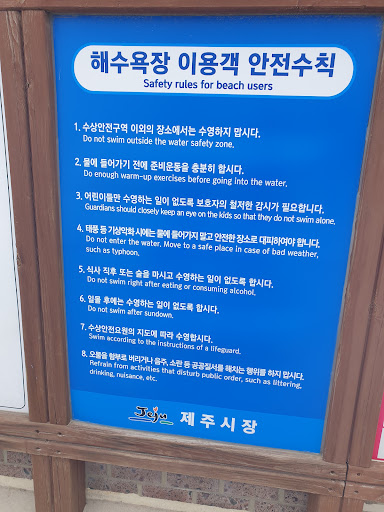 해수욕장 이용객 안전수칙
Safety rules for beach users
1. 수상안전구역 이외의 장소에서는 수영하지 맙시다.
Do not swim outside the water safety zone.
2. 물에 들어가기 전에 준비운동을 충분히 합시다.
Do enough warm-up exercises before going into the water.
3. 어린이들만 수영하는 일이 없도록 보호자의 철저한 감시가 필요합니다.
Guardians should closely keep an eye on the kids so that they do not swim alone.
4. 태풍 등 기상악화 시에는 물에 들어가지 말고 안전한 장소로 대피하여야 합니다.
Do not enter the water. Move to a safe place in case of bad weather,
such as typhoon.
5. 식사 직후 또는 술을 마시고 수영하는 일이 없도록 합시다.
Do not swim right after eating or consuming alcohol.
6. 일몰 후에는 수영하는 일이 없도록 합시다.
Do not swim after sundown.
7. 수상안전요원의 지도에 따라 수영합시다.
Swim according to the instructions of a lifeguard.
8. 오물을 함부로 버리거나 음주, 소란 등 공공질서를 해치는 행위를 하지 맙시다.
Refrain from activities that disturb public order, such as littering,
drinking, nuisance, etc.
Jeju 제주시장